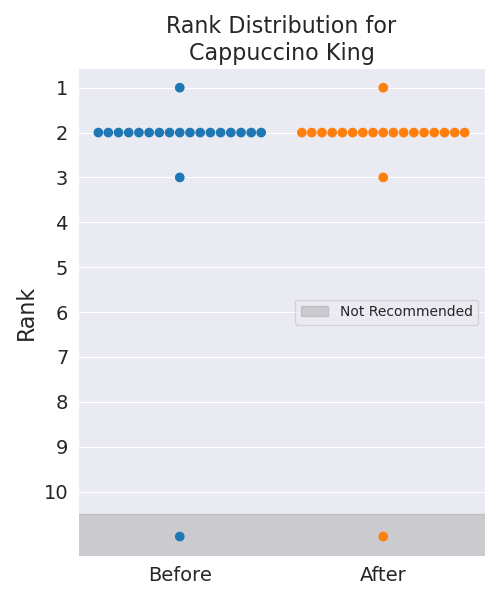 Rank Distribution for
Cappuccino King
1
2
3
4
5
6
7
8
9
10
Rank
Not Recommended
Before
After